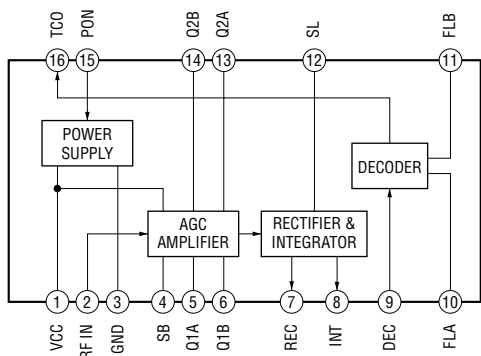 TCO
PON
Q2B
Q2A
SL
FLB
16
15
14
13
12
11
POWER
SUPPLY
DECODER
AGC
AMPLIFIER
RECTIFIER &
INTEGRATOR
1
2
3
4
5
6
7
8
9
10
VCC
RF IN
GND
SB
Q1A
Q1B
REC
INT
DEC
FLA